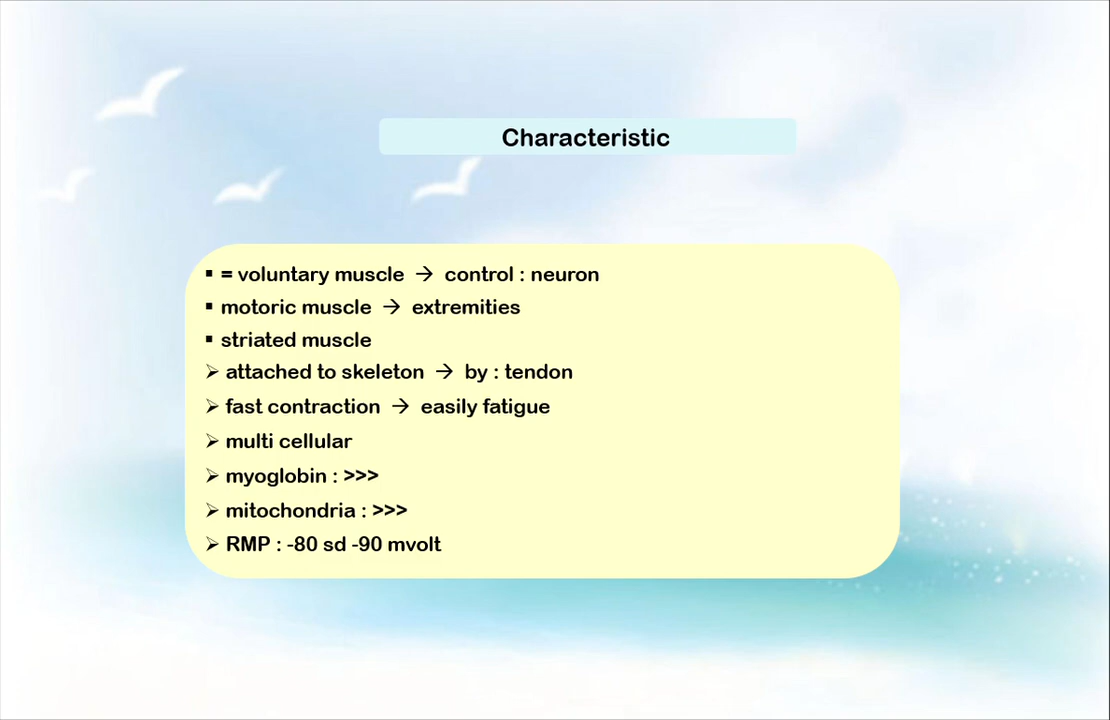 Characteristic
▪ = voluntary muscle → control : neuron
▪ motoric muscle → extremities
▪ striated muscle
➢ attached to skeleton → by : tendon
➢ fast contraction → easily fatigue
➢ multi cellular
➢ myoglobin : >>>
➢ mitochondria : >>>
➢ RMP : -80 sd -90 mvolt